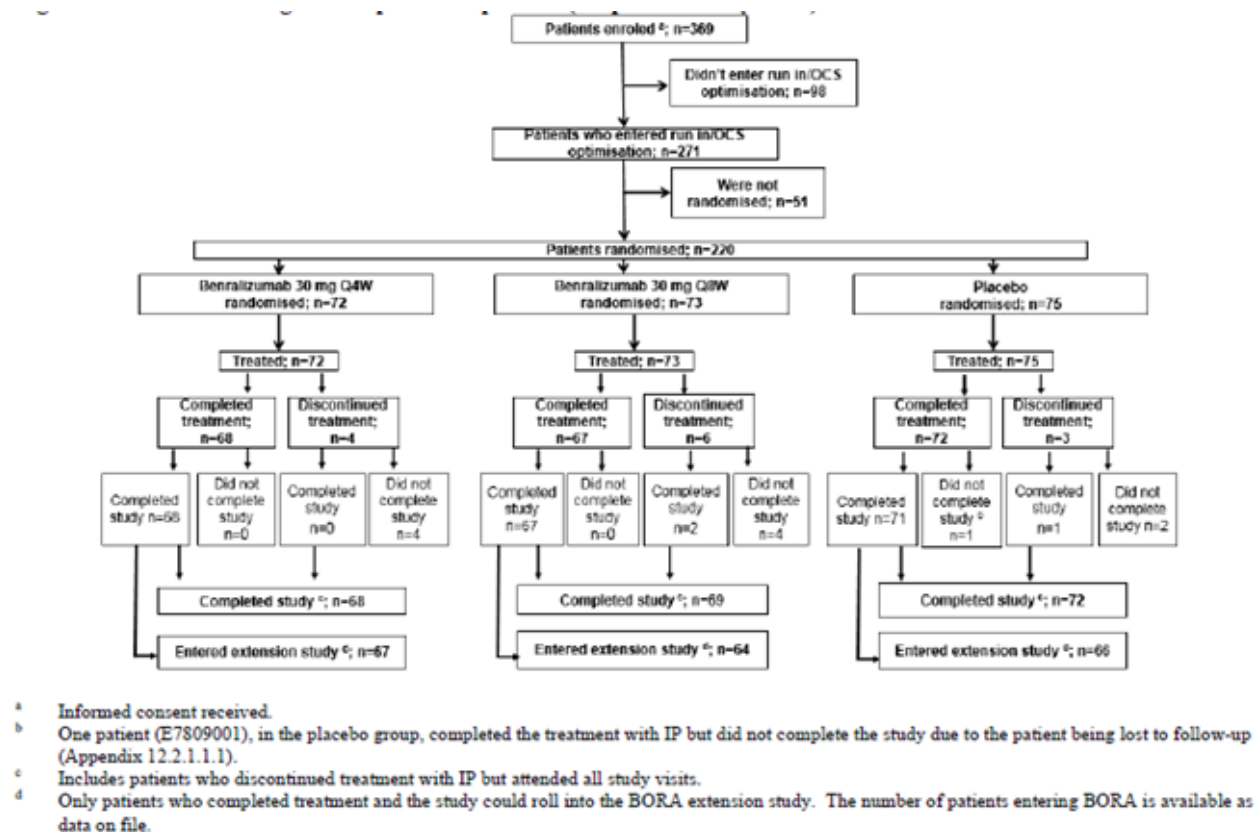 Patients enroled ª; n=369
Didn't enter run in/OCS
optimisation; n=98
Patients who entered run in/OCS
optimisation; n=271
Were not
randomised; n=51
Patients randomised; n=220
Benralizumab 30 mg Q4W
randomised; n=72
Benralizumab 30 mg Q8W
randomised; n=73
Placebo
randomised; n=75
Treated; n=72
Treated; n=73
Treated; n=75
Completed
treatment;
n=68
Discontinued
treatment;
n=4
Completed
treatment;
n=67
Discontinued
treatment;
n=6
Completed
treatment;
n=72
Discontinued
treatment;
n=3
Completed
study n=68
Did not
complete
study
n=0
Completed
study
n=0
Did not
complete
study
n=4
Completed
study
n=67
Did not
complete
study
n=0
Completed
study
n=2
Did not
complete
study
n=4
Completed
study n=71
Did not
complete
study ᵇ
n=1
Completed
study
n=1
Did not
complete
study n=2
Completed study ᶜ; n=68
Completed study ᶜ; n=69
Completed study ᶜ; n=72
Entered extension study ᵈ; n=67
Entered extension study ᵈ; n=64
Entered extension study ᵈ; n=66
a Informed consent received.
b One patient (E7809001), in the placebo group, completed the treatment with IP but did not complete the study due to the patient being lost to follow-up
(Appendix 12.2.1.1.1).
c Includes patients who discontinued treatment with IP but attended all study visits.
d Only patients who completed treatment and the study could roll into the BORA extension study. The number of patients entering BORA is available as
data on file.